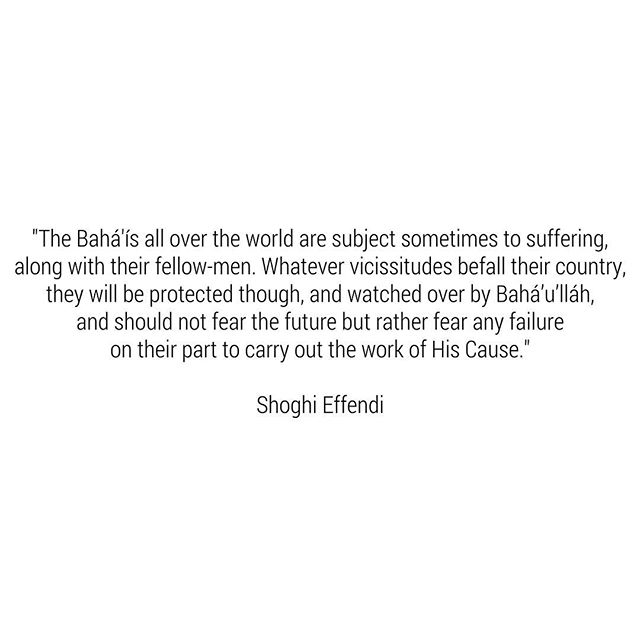 "The Bahá'ís all over the world are subject sometimes to suffering,
along with their fellow-men. Whatever vicissitudes befall their country,
they will be protected though, and watched over by Bahá’u’lláh,
and should not fear the future but rather fear any failure
on their part to carry out the work of His Cause."
Shoghi Effendi